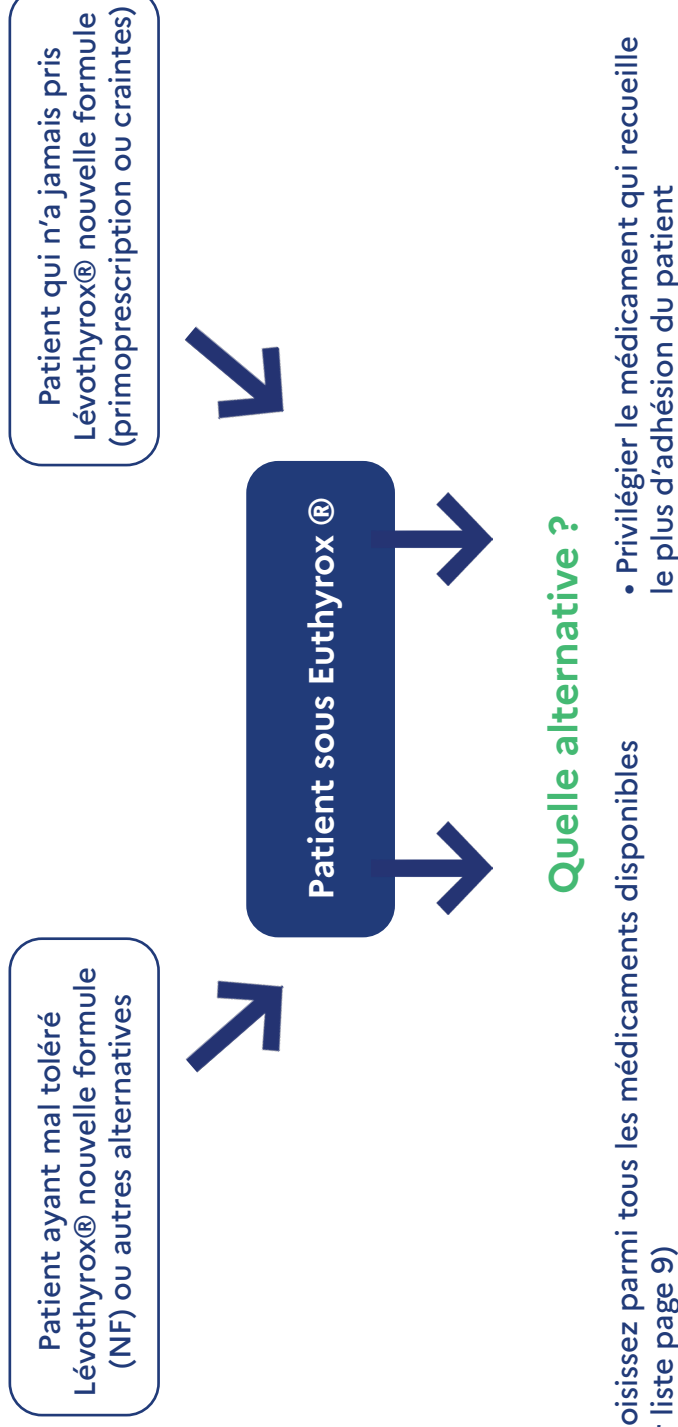 Patient ayant mal toléré
Lévothyrox® nouvelle formule
(NF) ou autres alternatives
Patient qui n’a jamais pris
Lévothyrox® nouvelle formule
(primoprescription ou craintes)
Patient sous Euthyrox ®
Quelle alternative ?
oisissez parmi tous les médicaments disponibles
liste page 9)
• Privilégier le médicament qui recueille
le plus d’adhésion du patient